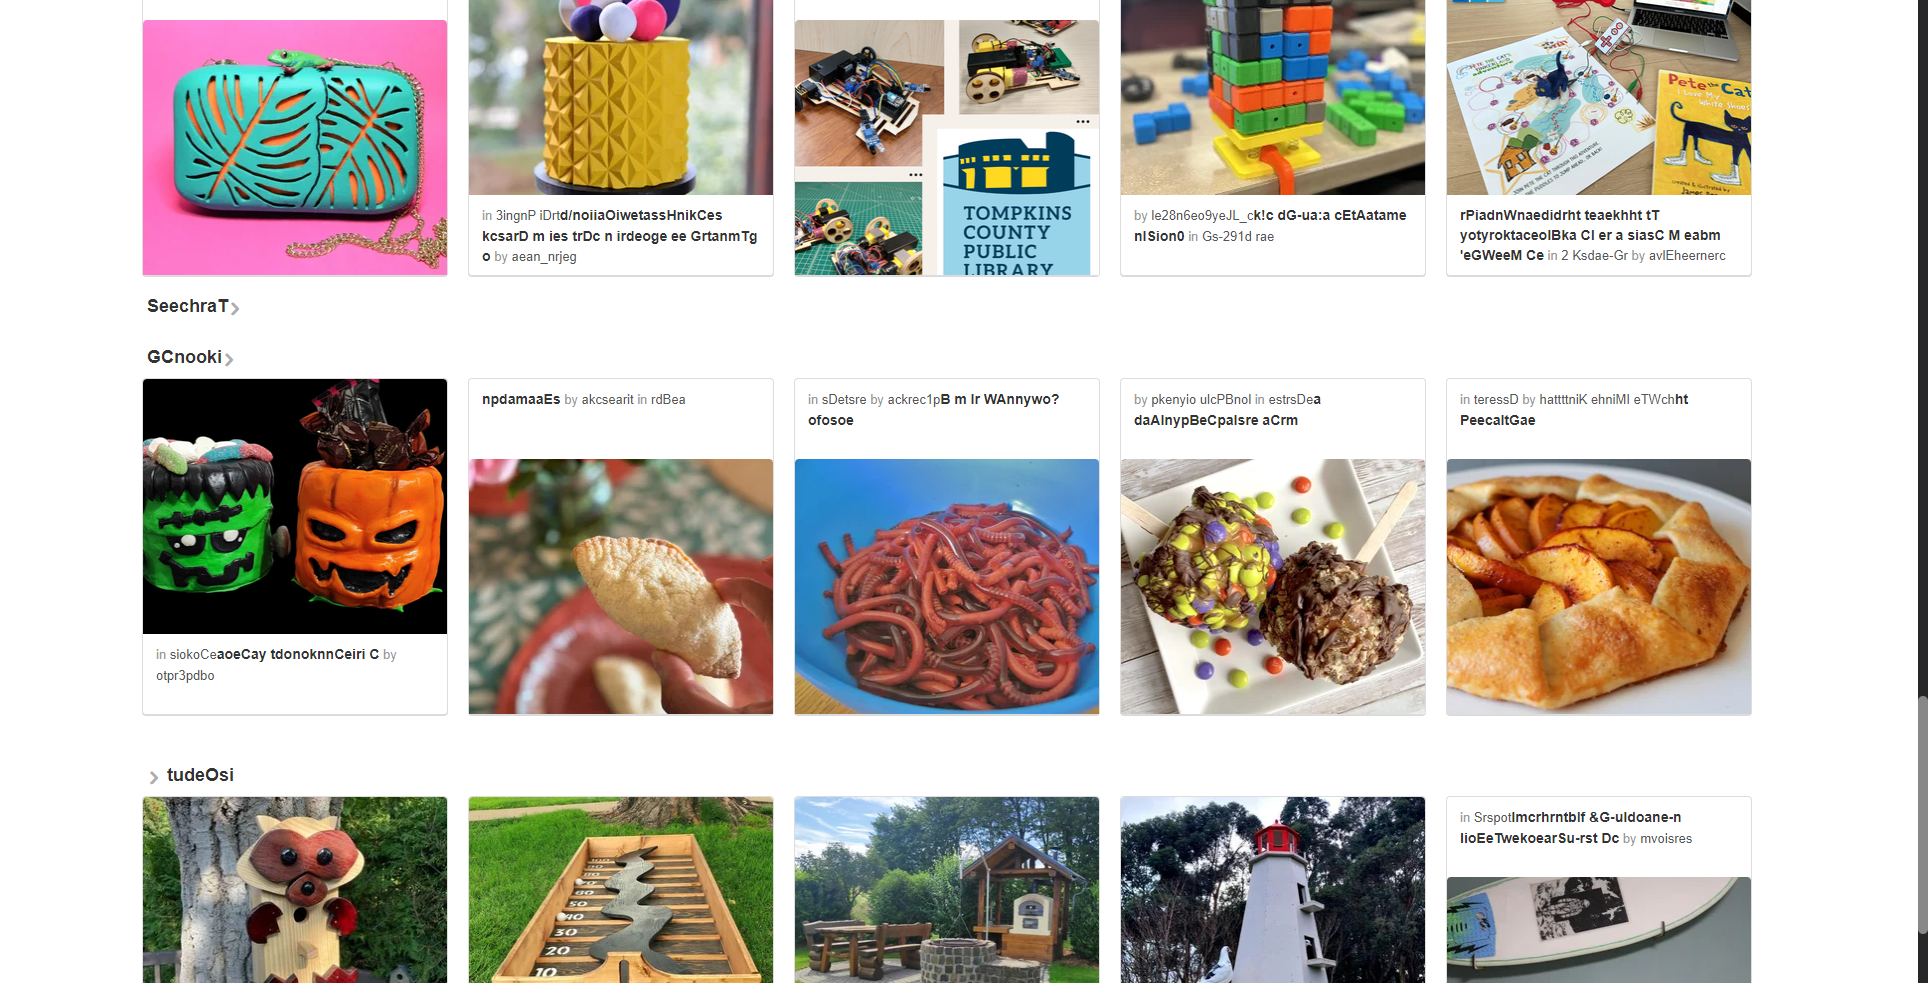 TOMPKINS
COUNTY
PUBLIC
LIBRARY
Pete the Cat
I Love My
White Shoes
in 3ingnP iDrtd/noiiaOiwetassHnikCes
kcsarD m ies trDc n irdeoge ee GrtanmTg
o by aean_nrjeg
by le28n6eo9yeJL_ck!c dG-ua:a cEtAatame
nISion0 in Gs-291d rae
rPiadnWnaedidrht teaekhht tT
yotyroktaceolBka Cl er a siasC M eabm
'eGWeeM Ce in 2 Ksdae-Gr by avlEheernerc
SeechraT
GCnooki
npdamaaEs by akcsearit in rdBea
in sDetsre by ackrec1pB m lr WAnnywo?
ofosoe
by pkenyio ulcPBnol in estrsDea
daAlnypBeCpalsre aCrm
in teressD by hattttniK ehniMl eTWchht
PeecaltGae
in siokoCeaoeCay tdonoknnCeiri C by
otpr3pdbo
tudeOsi
in Srspotlmcrhrntblf &G-uldoane-n
lioEeTwekoearSu-rst Dc by mvoisres
50
40
30
20
10